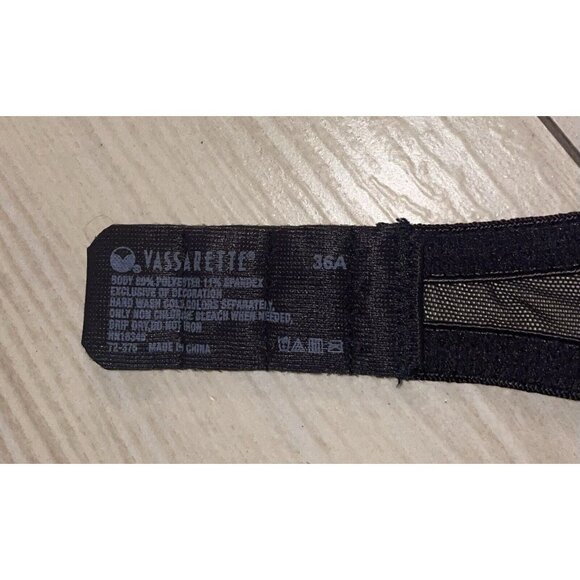 VASSARETTE® 36A
BODY 89% POLYESTER 11% SPANDEX
EXCLUSIVE OF DECORATION
HAND WASH COLD,COLORS SEPARATELY,
ONLY NON CHLORINE BLEACH WHEN NEEDED,
DRIP DRY,DO NOT IRON
72-375 MADE IN CHINA